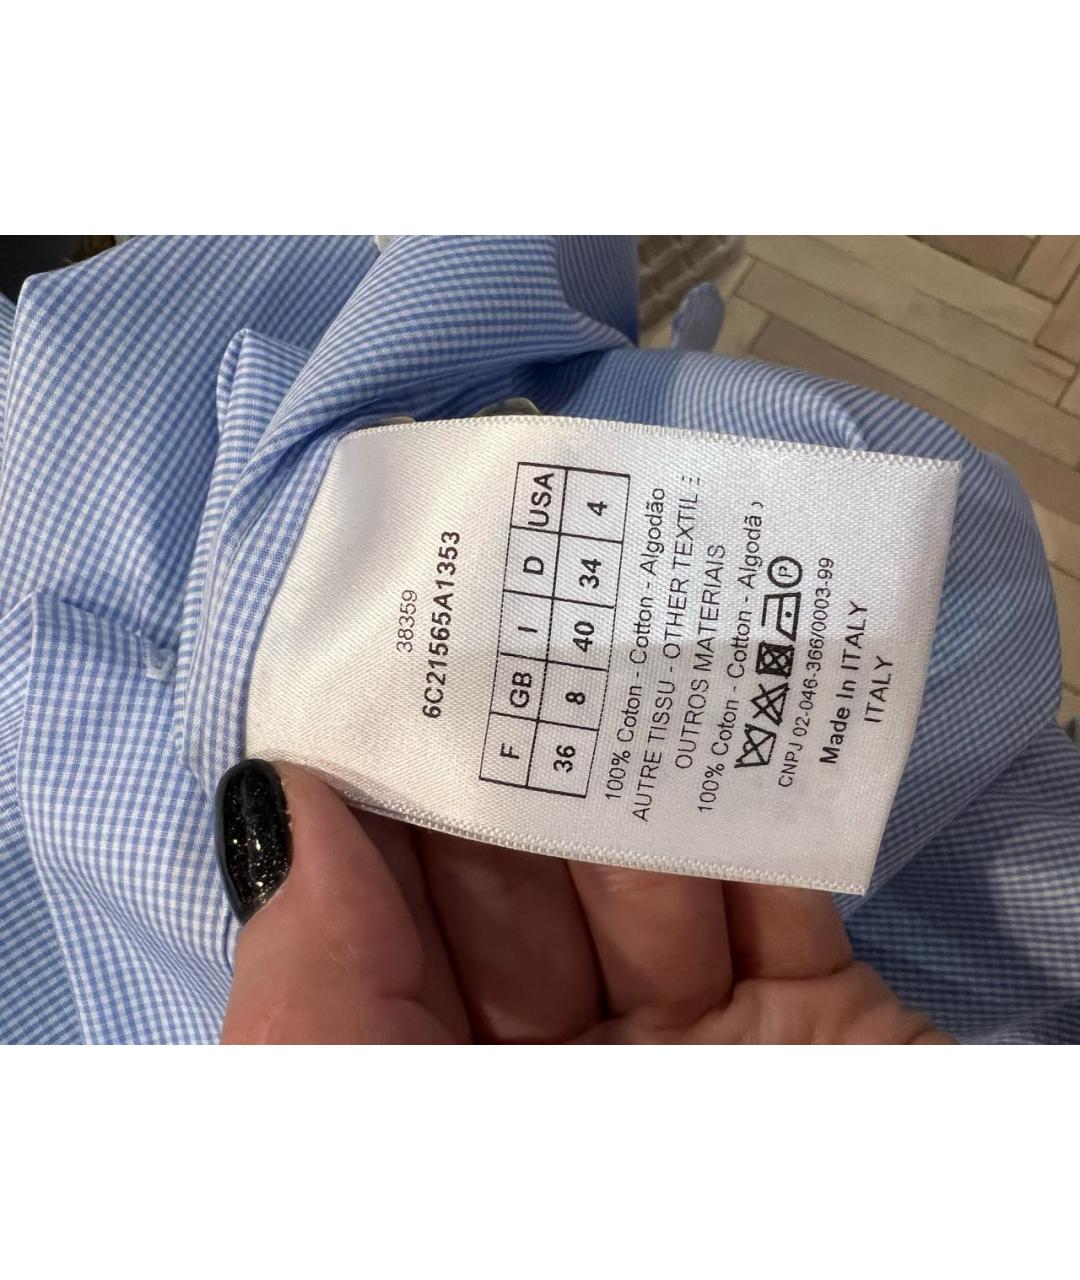 38359
6C21565A1353
F GB I D USA
36 8 40 34 4
100% Coton - Cotton - Algodão
AUTRE TISSU - OTHER TEXTILE
OUTROS MATERIAIS
100% Coton - Cotton - Algodã
P
CNPJ 02-046-366/0003-99
Made In ITALY
ITALY